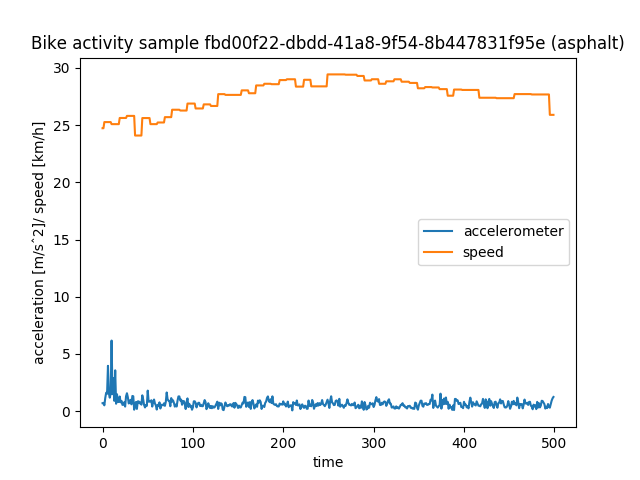 Bike activity sample fbd00f22-dbdd-41a8-9f54-8b447831f95e (asphalt)
acceleration [m/s^2]/ speed [km/h]
30
25
20
15
10
5
0
accelerometer
speed
0 100 200 300 400 500
time